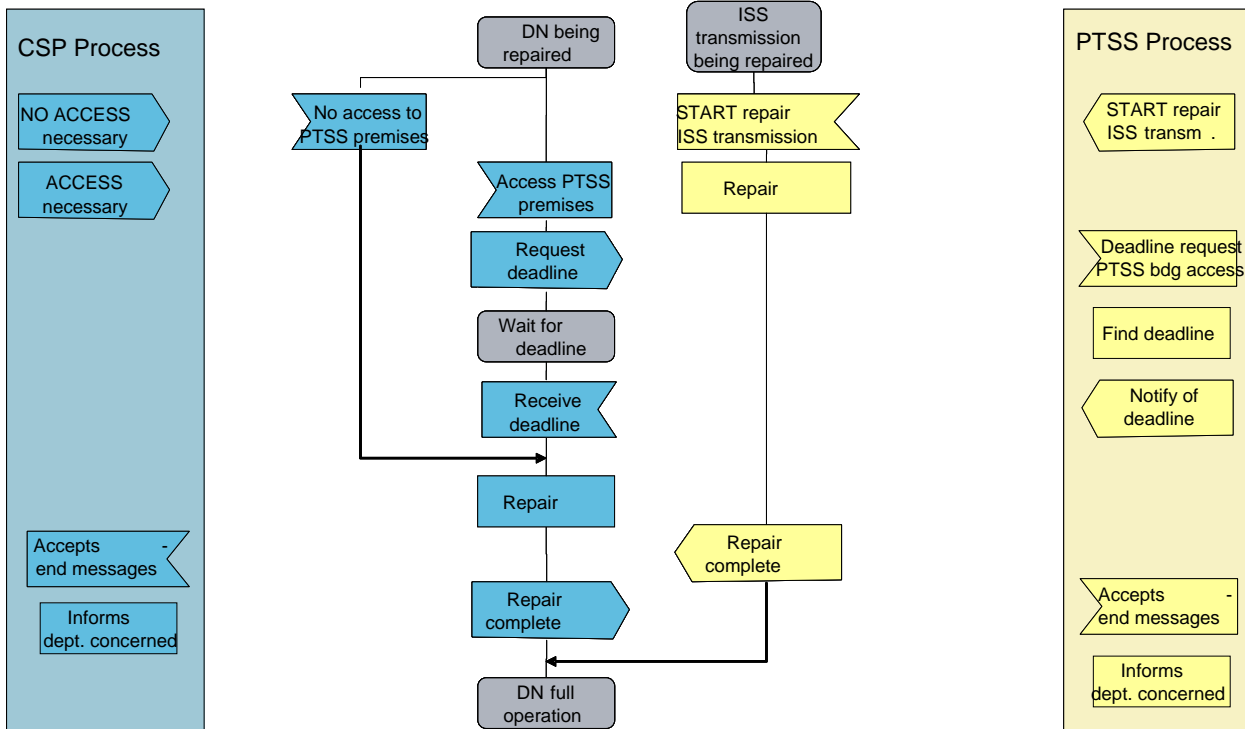 CSP Process
NO ACCESS
necessary
ACCESS
necessary
Accepts -
end messages
Informs
dept. concerned
DN being
repaired
No access to
PTSS premises
Access PTSS
premises
Request
deadline
Wait for
deadline
Receive
deadline
Repair
Repair
complete
DN full
operation
ISS
transmission
being repaired
START repair
ISS transmission
Repair
Repair
complete
PTSS Process
START repair
ISS transm .
Deadline request
PTSS bdg access
Find deadline
Notify of
deadline
Accepts -
end messages
Informs
dept. concerned